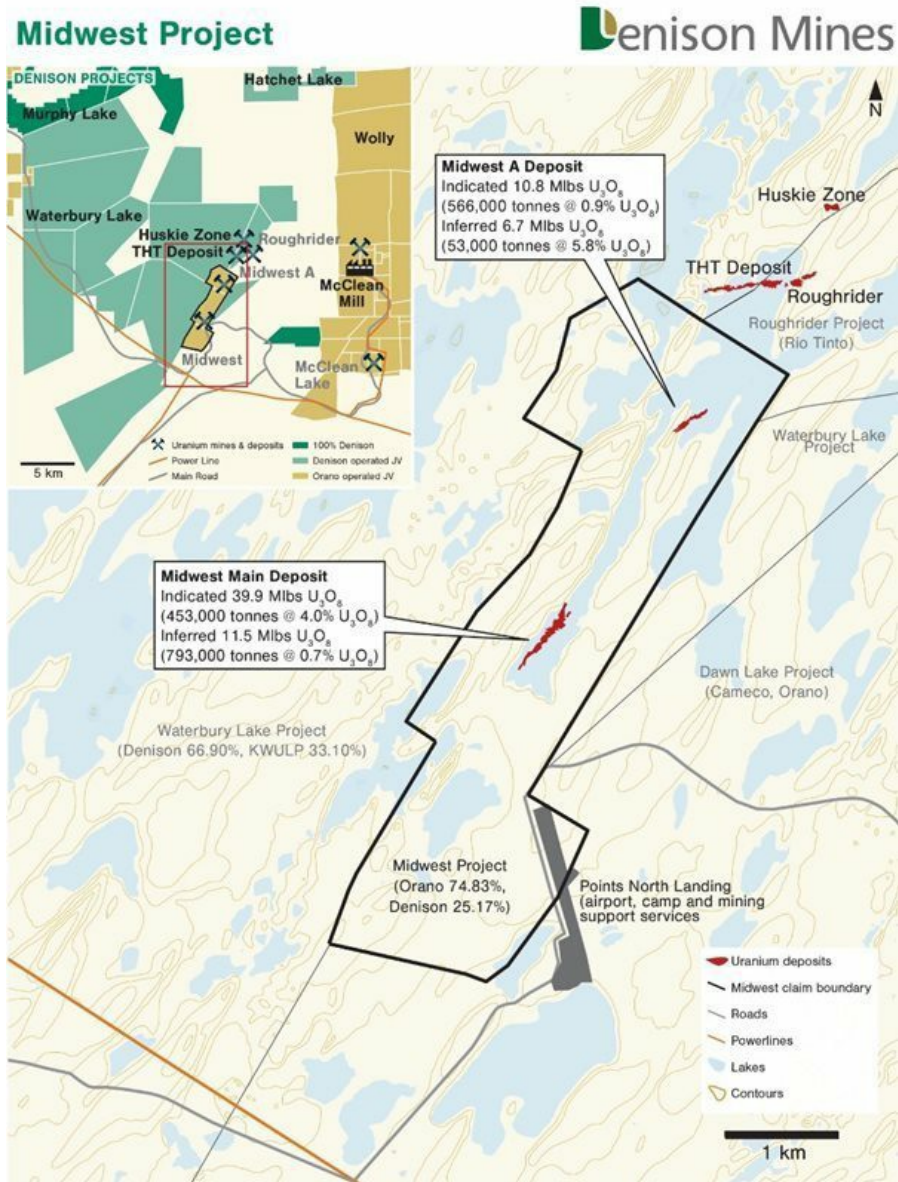 Midwest Project
Denison Mines
DENISON PROJECTS
Hatchet Lake
Murphy Lake
Wolly
Waterbury Lake
Huskie Zone
THT Deposit
Roughrider
Midwest A
McClean
Mill
Midwest
McClean
Lake
Uranium mines & deposits
Power Line
Main Road
100% Denison
Denison operated JV
Orano operated JV
5 km
N
Midwest A Deposit
Indicated 10.8 Mlbs U₃O₈
(566,000 tonnes @ 0.9% U₃O₈)
Inferred 6.7 Mlbs U₃O₈
(53,000 tonnes @ 5.8% U₃O₈)
Huskie Zone
THT Deposit
Roughrider
Roughrider Project
(Rio Tinto)
Waterbury Lake
Project
Midwest Main Deposit
Indicated 39.9 Mlbs U₃O₈
(453,000 tonnes @ 4.0% U₃O₈)
Inferred 11.5 Mlbs U₃O₈
(793,000 tonnes @ 0.7% U₃O₈)
Dawn Lake Project
(Cameco, Orano)
Waterbury Lake Project
(Denison 66.90%, KWULP 33.10%)
Midwest Project
(Orano 74.83%,
Denison 25.17%)
Points North Landing
(airport, camp and mining
support services
Uranium deposits
Midwest claim boundary
Roads
Powerlines
Lakes
Contours
1 km